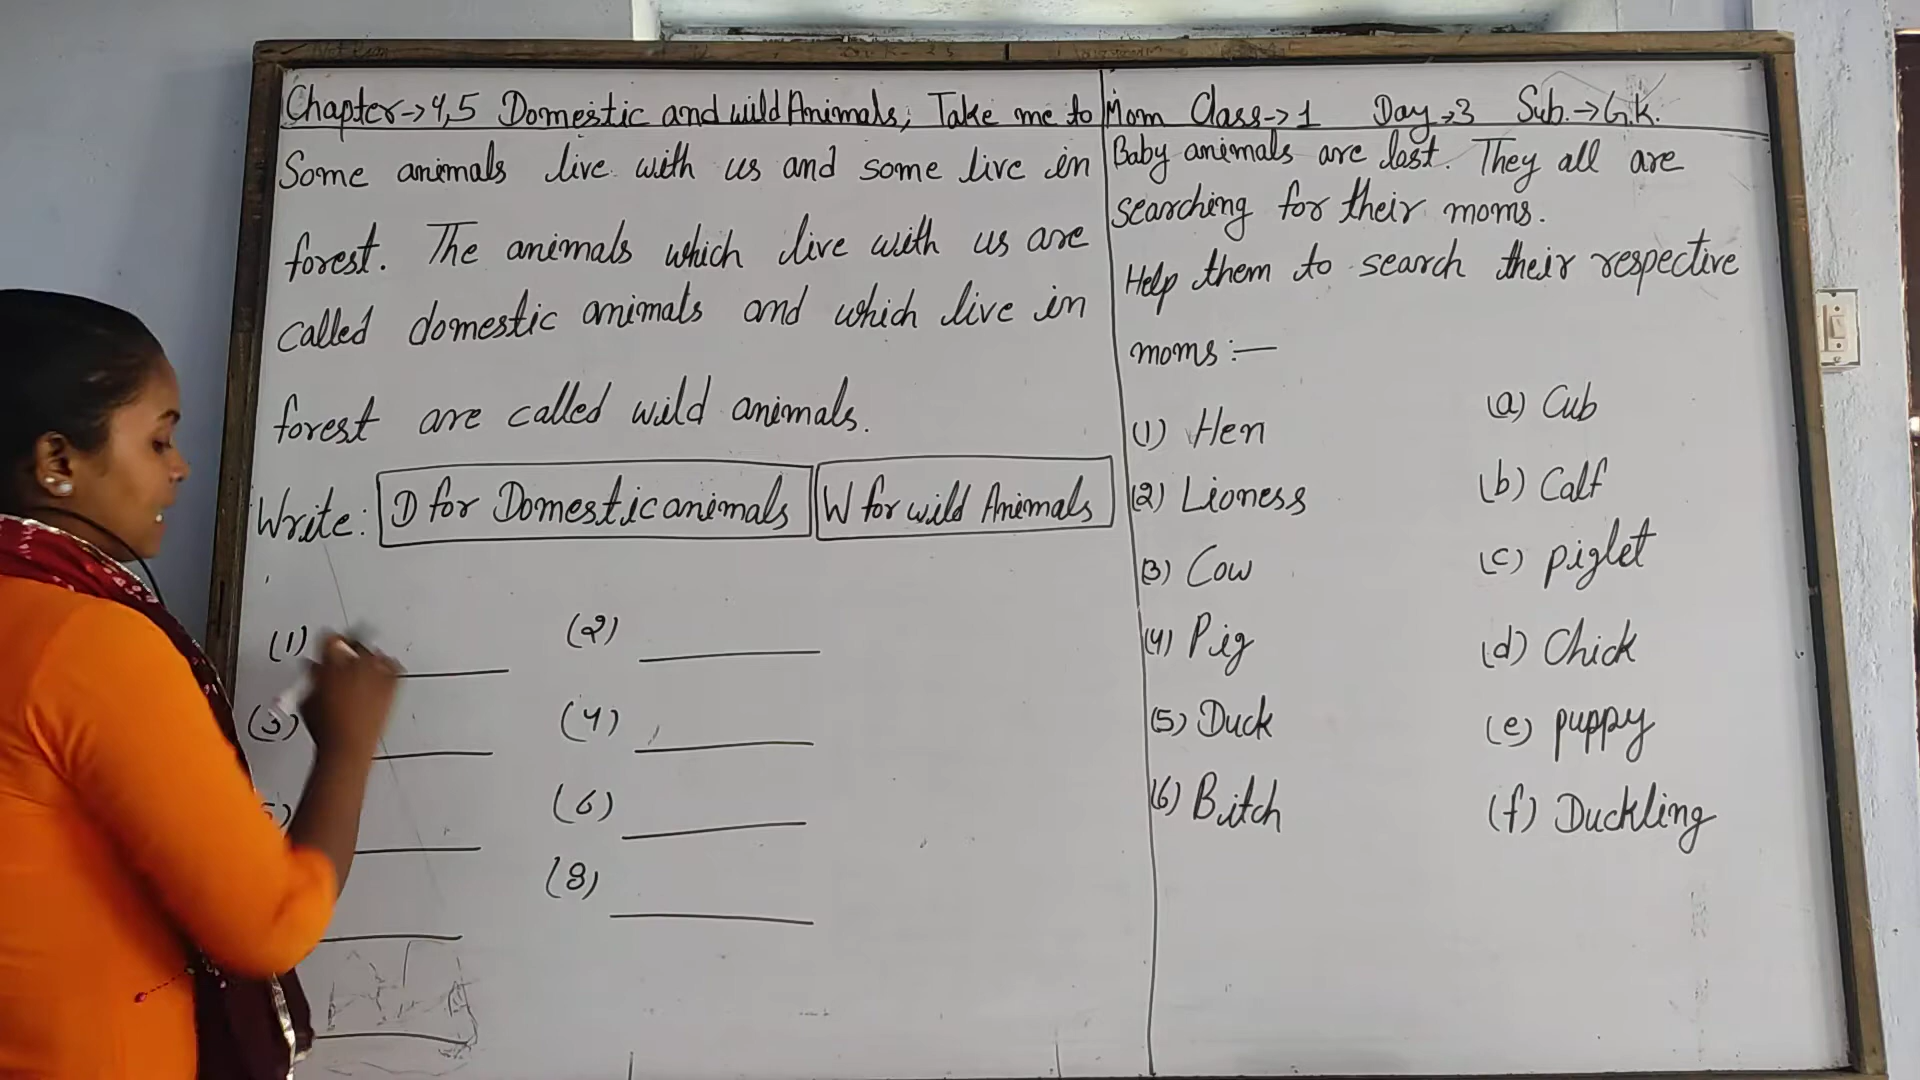 Chapter→4,5 Domestic and wild Animals, Take me to Mom Class→1 Day→3 Sub.→G.K.
Some animals live with us and some live in
forest. The animals which live with us are
called domestic animals and which live in
forest are called wild animals.
Write: D for Domestic animals W for wild Animals
(1) (2)
(3) (4)
(6)
(8)
Baby animals are lost. They all are
searching for their moms.
Help them to search their respective
moms :—
(1) Hen (a) Cub
(2) Lioness (b) Calf
(3) Cow (c) piglet
(4) Pig (d) Chick
(5) Duck (e) puppy
(6) Bitch (f) Duckling